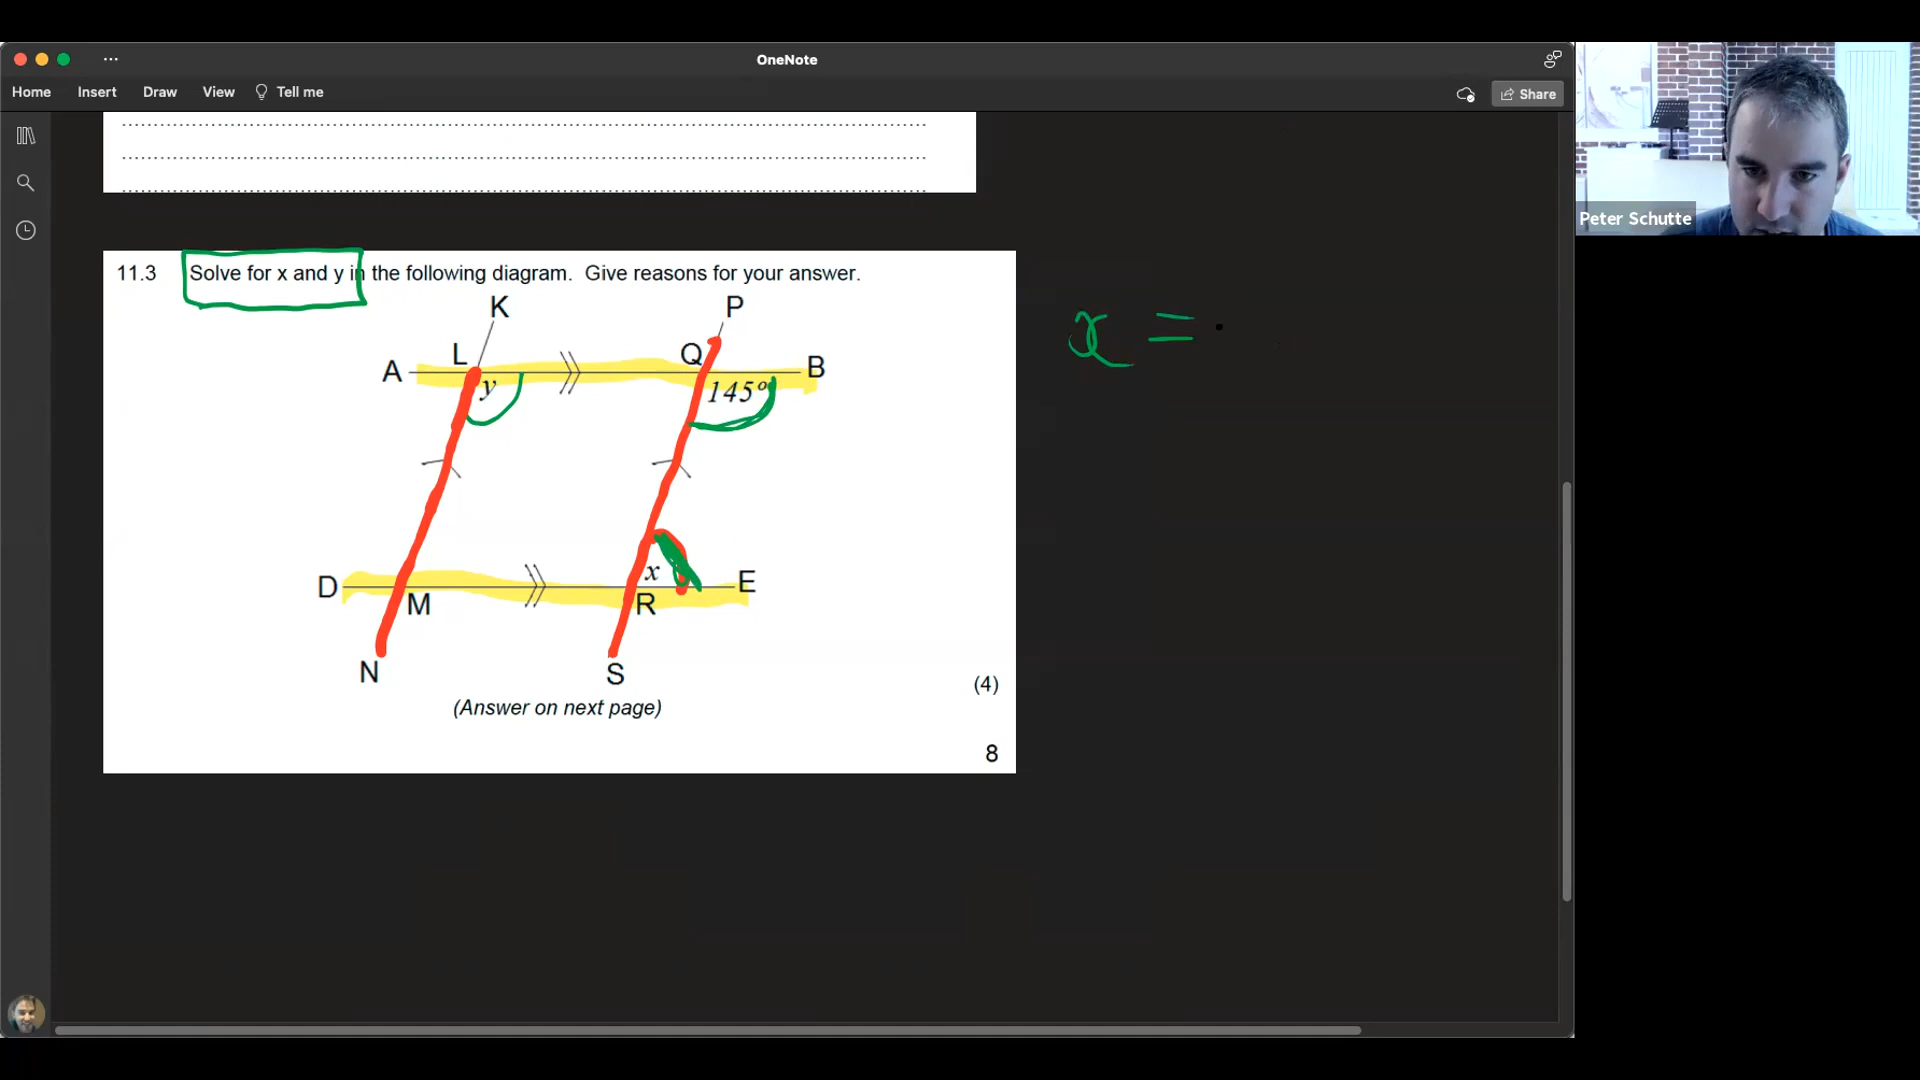 OneNote
Home Insert Draw View Tell me
Share
Peter Schutte
11.3 Solve for x and y in the following diagram. Give reasons for your answer.
K P
L Q
A B
y 145°
x =
x
D E
M R
N S
(4)
(Answer on next page)
8